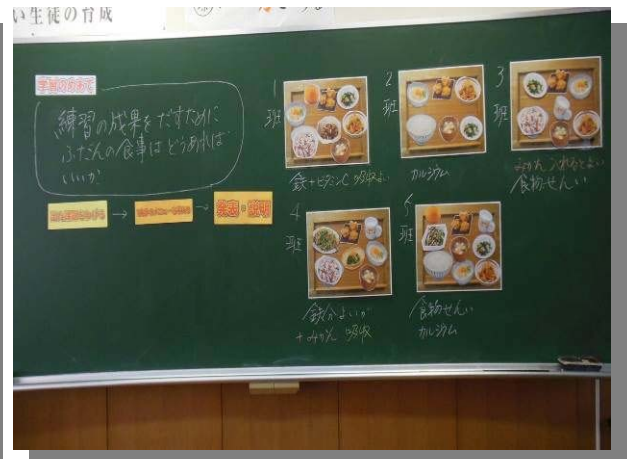 い生徒の育成
学習のめあて
練習の成果をだすために
ふだんの食事はどうあれば
いいか
→
→
発表・説明
1
班
鉄+ビタミンC 吸収よい
2
班
カルシウム
3
班
みかん入れるとよい
食物せんい
4
班
鉄分よいが
+みかん 吸収
5
班
食物せんい
カルシウム